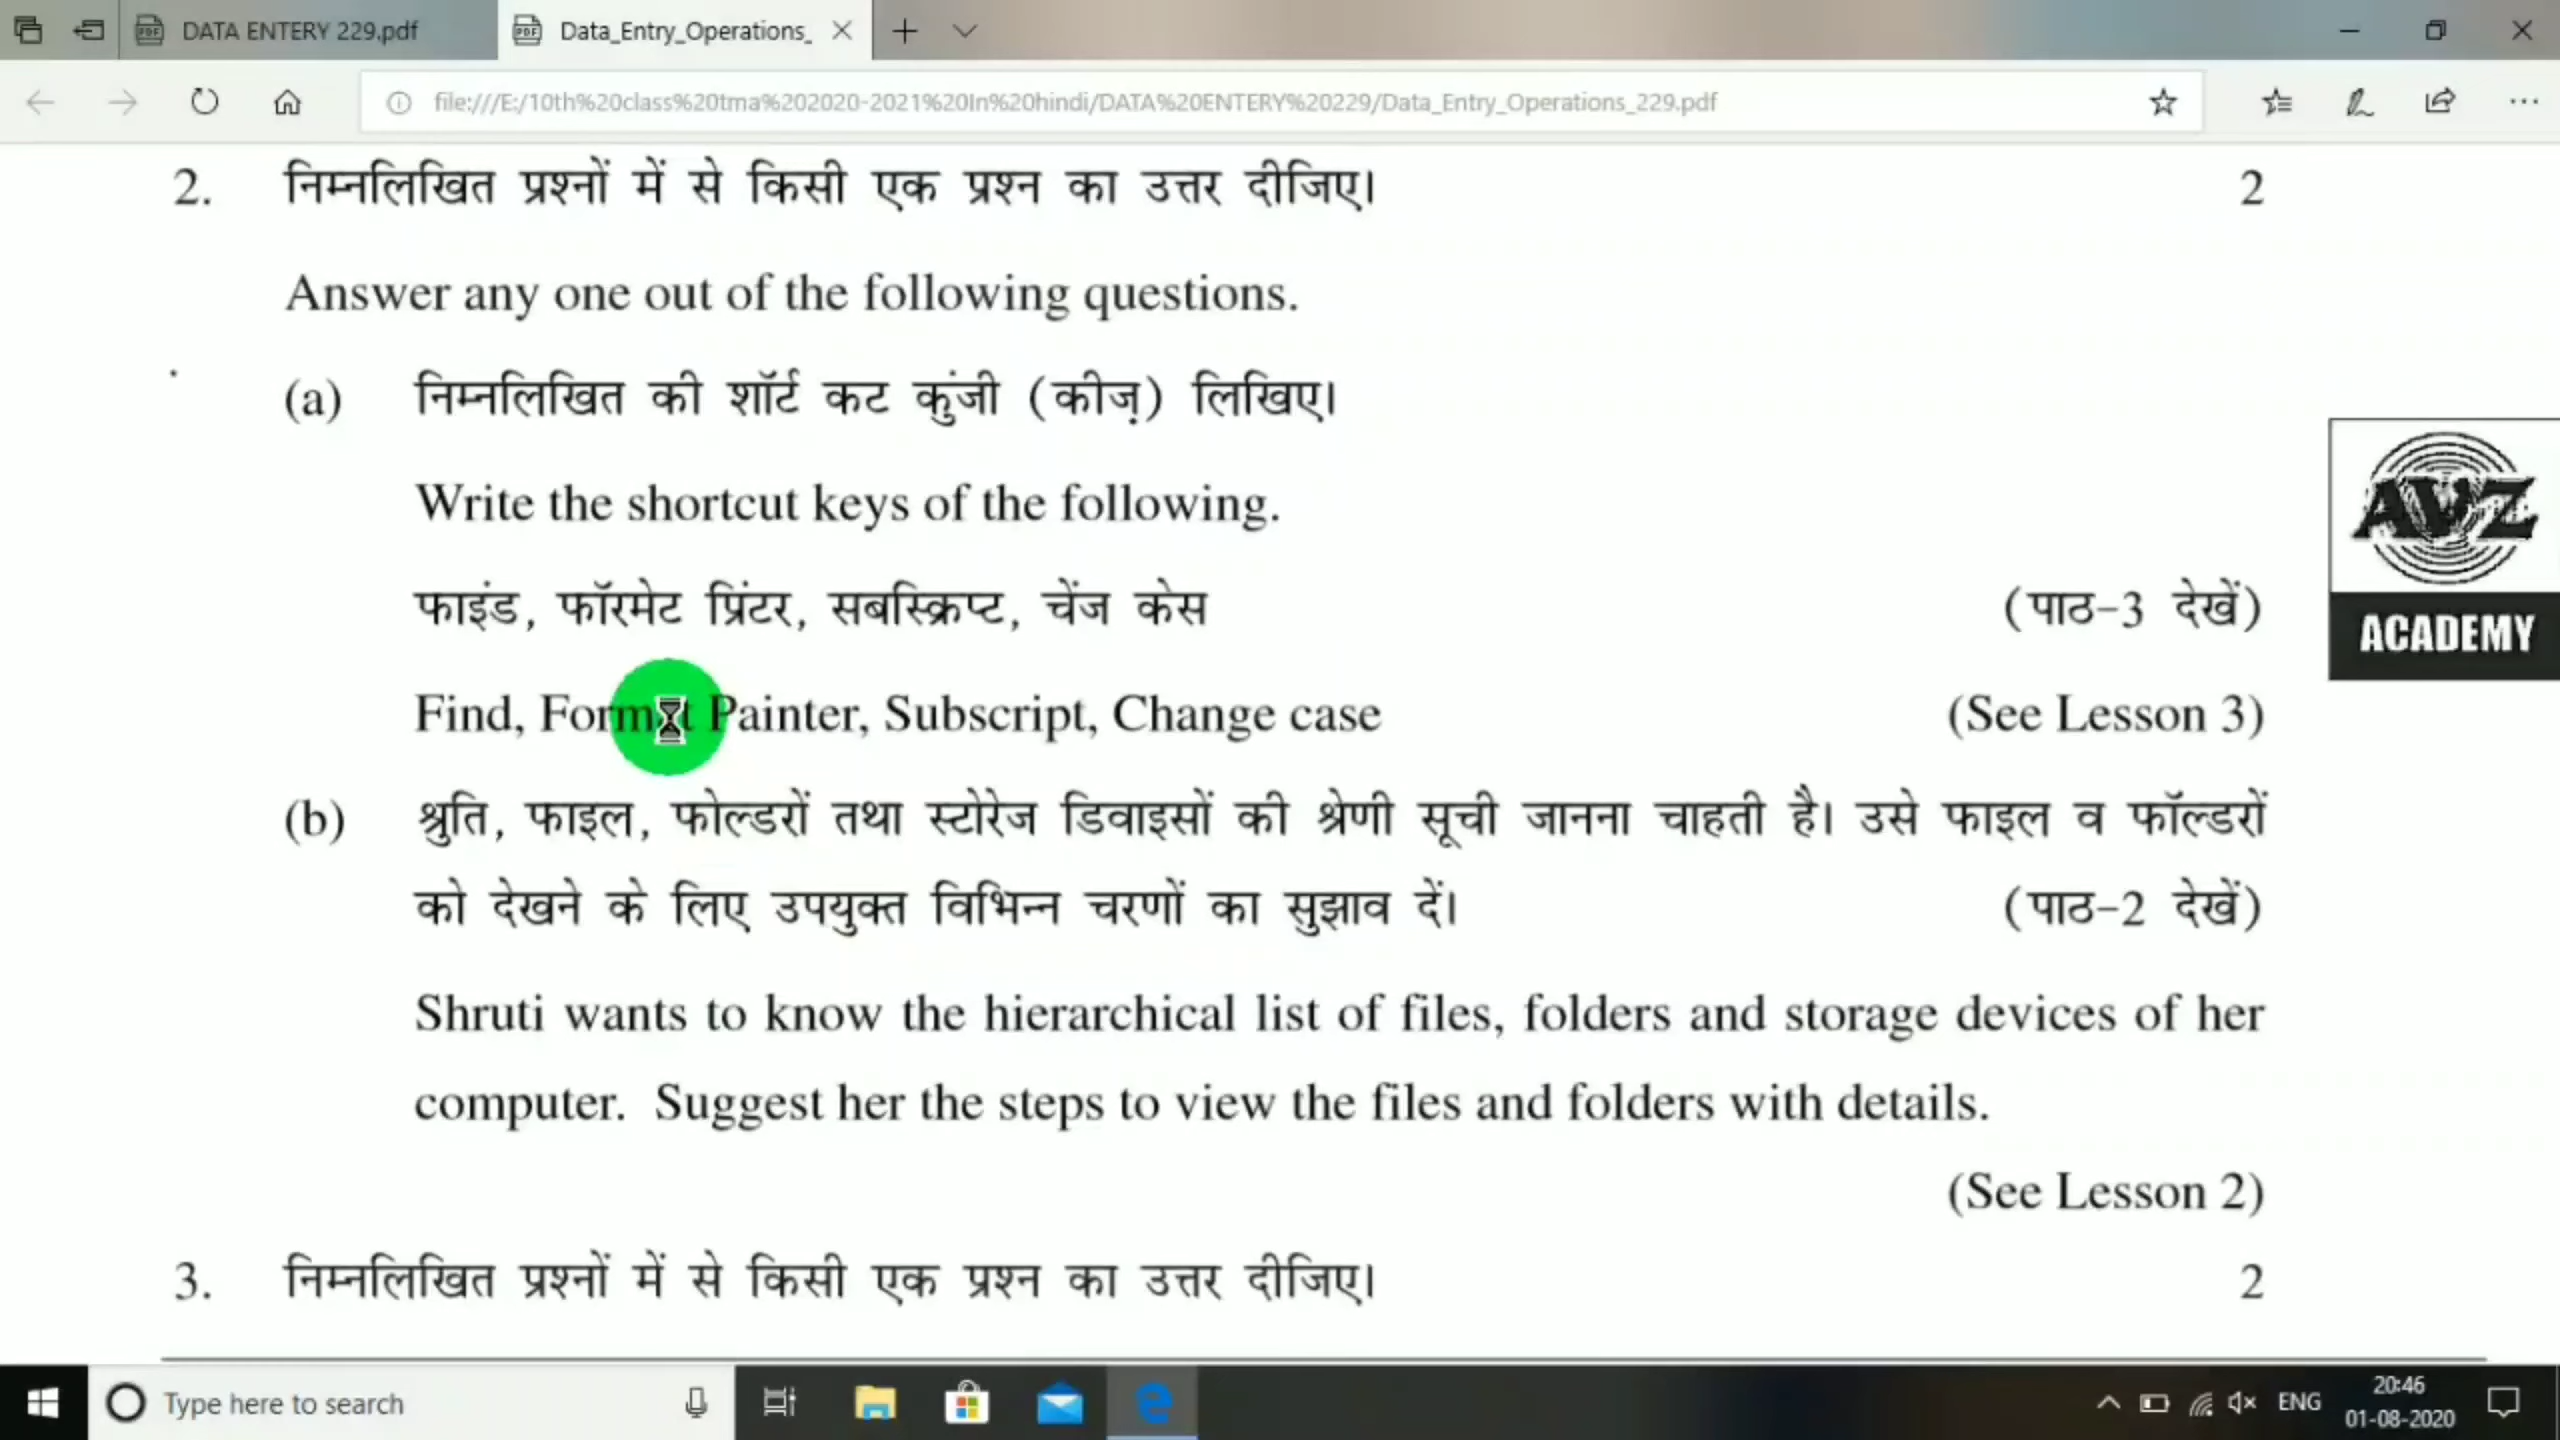 DATA ENTERY 229.pdf
Data_Entry_Operations_
file:///E:/10th%20class%20tma%202020-2021%20In%20hindi/DATA%20ENTERY%20229/Data_Entry_Operations_229.pdf
2. निम्नलिखित प्रश्नों में से किसी एक प्रश्न का उत्तर दीजिए। 2
Answer any one out of the following questions.
(a) निम्नलिखित की शॉर्ट कट कुंजी (कीज़) लिखिए।
Write the shortcut keys of the following.
फाइंड, फॉरमेट प्रिंटर, सबस्क्रिप्ट, चेंज केस (पाठ-3 देखें)
Find, Format Painter, Subscript, Change case (See Lesson 3)
AVZ
ACADEMY
(b) श्रुति, फाइल, फोल्डरों तथा स्टोरेज डिवाइसों की श्रेणी सूची जानना चाहती है। उसे फाइल व फॉल्डरों
को देखने के लिए उपयुक्त विभिन्न चरणों का सुझाव दें। (पाठ-2 देखें)
Shruti wants to know the hierarchical list of files, folders and storage devices of her
computer. Suggest her the steps to view the files and folders with details.
(See Lesson 2)
3. निम्नलिखित प्रश्नों में से किसी एक प्रश्न का उत्तर दीजिए। 2
Type here to search
ENG
20:46
01-08-2020